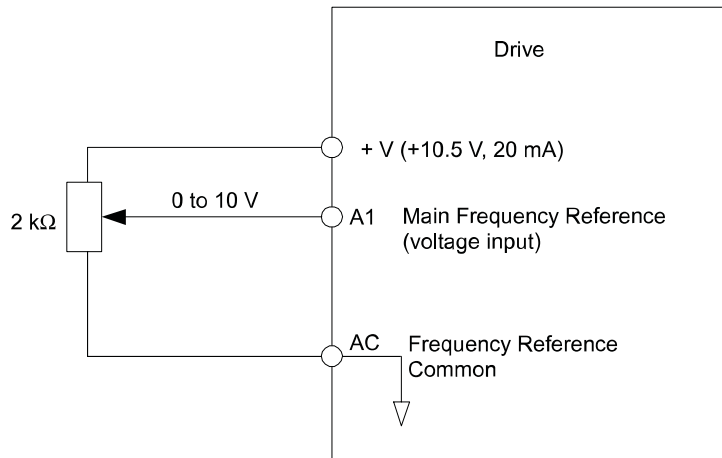 Drive
+ V (+10.5 V, 20 mA)
0 to 10 V
2 kΩ
A1
Main Frequency Reference
(voltage input)
AC
Frequency Reference
Common